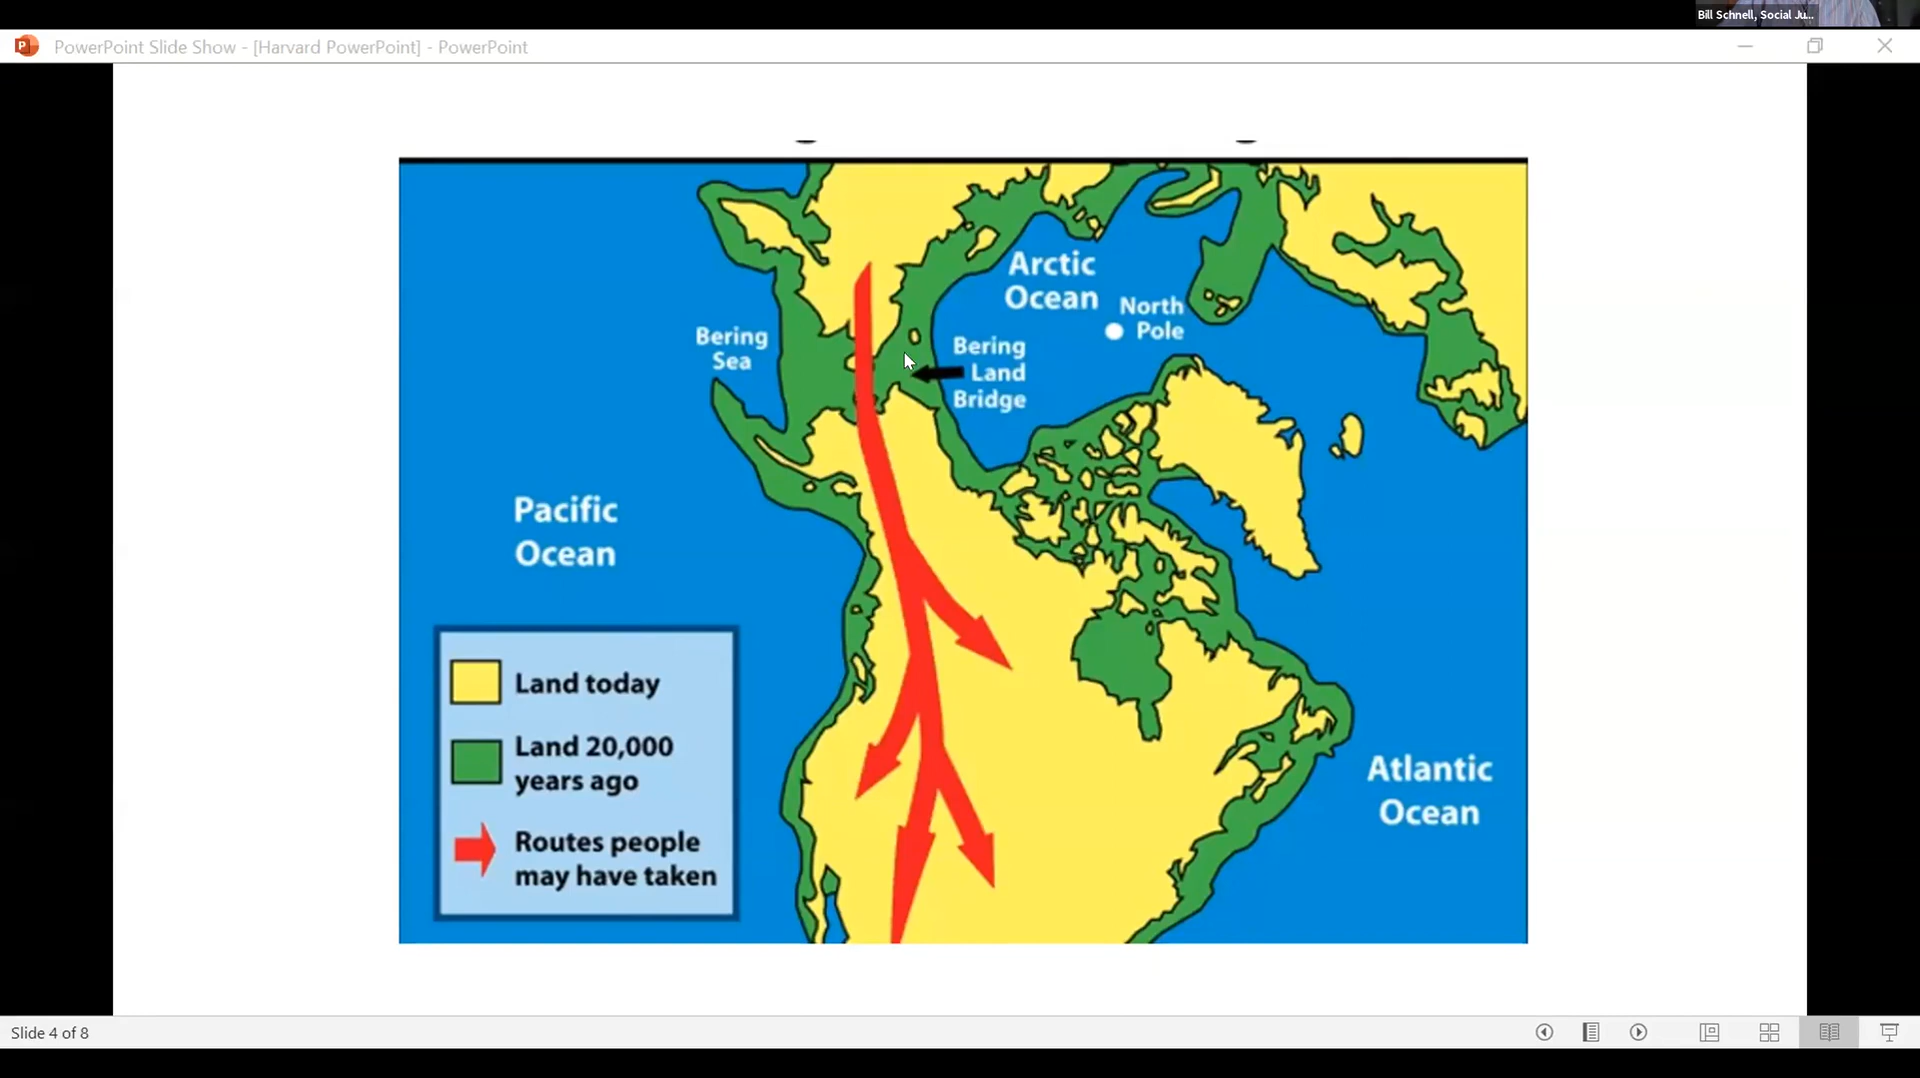 Bill Schnell, Social Ju...
PowerPoint Slide Show - [Harvard PowerPoint] - PowerPoint
Arctic
Ocean
North
Pole
Bering
Sea
Bering
Land
Bridge
Pacific
Ocean
Land today
Land 20,000
years ago
Routes people
may have taken
Atlantic
Ocean
Slide 4 of 8